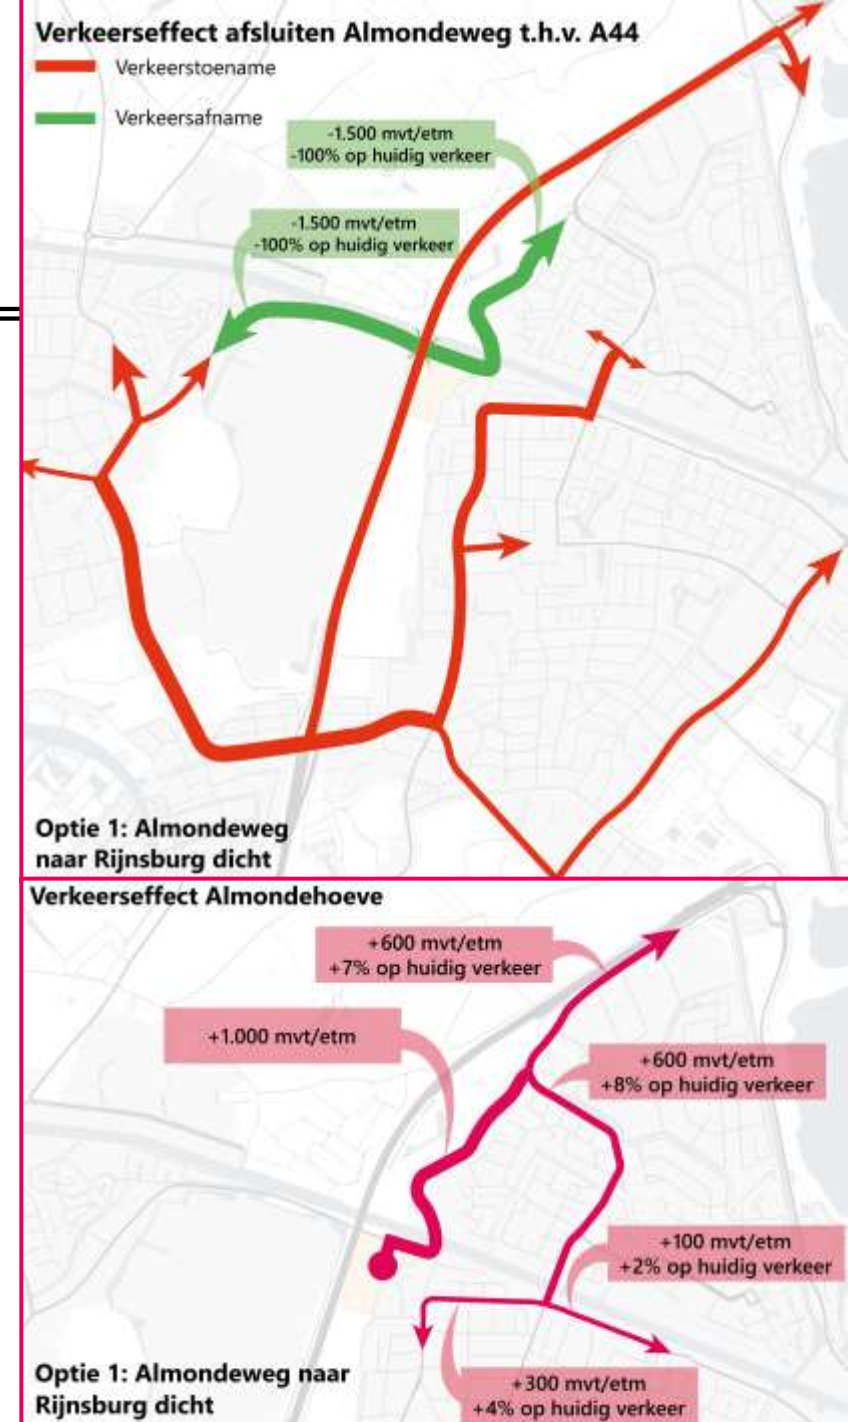 Verkeerseffect afsluiten Almondeweg t.h.v. A44
Verkeerstoename
Verkeersafname
-1.500 mvt/etm
-100% op huidig verkeer
-1.500 mvt/etm
-100% op huidig verkeer
Optie 1: Almondeweg
naar Rijnsburg dicht
Verkeerseffect Almondehoeve
+600 mvt/etm
+7% op huidig verkeer
+1.000 mvt/etm
+600 mvt/etm
+8% op huidig verkeer
+100 mvt/etm
+2% op huidig verkeer
Optie 1: Almondeweg naar
Rijnsburg dicht
+300 mvt/etm
+4% op huidig verkeer